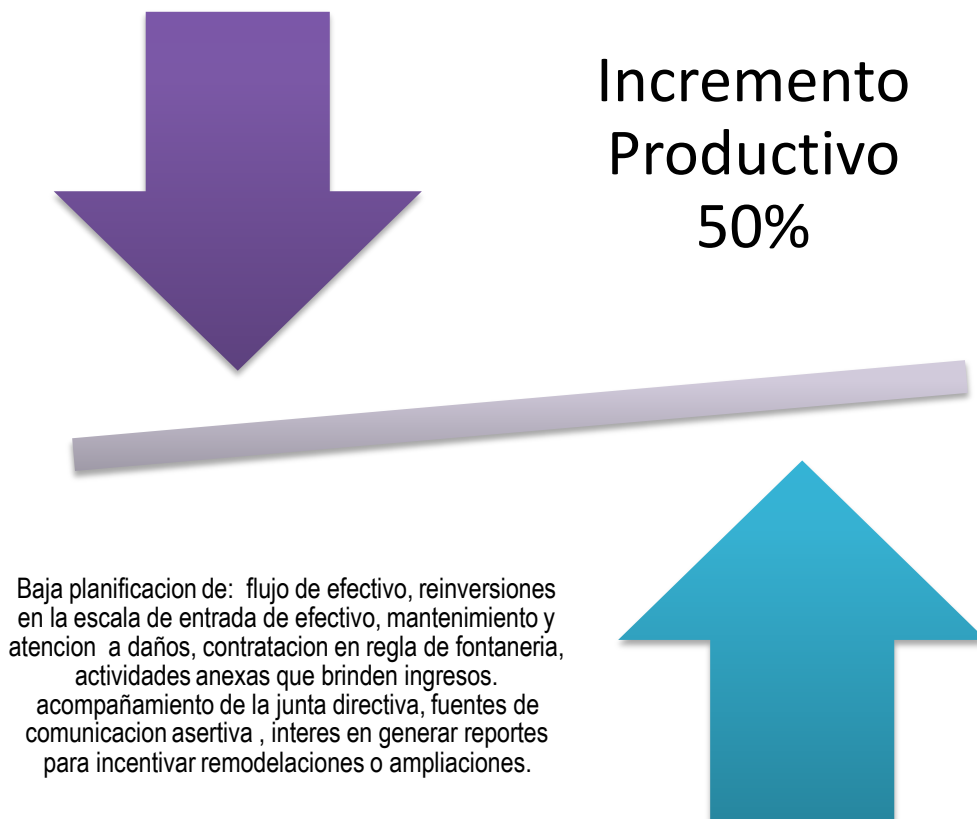 Incremento
Productivo
50%
Baja planificacion de:  flujo de efectivo, reinversiones
en la escala de entrada de efectivo, mantenimiento y
atencion  a daños, contratacion en regla de fontaneria,
actividades anexas que brinden ingresos.
acompañamiento de la junta directiva, fuentes de
comunicacion asertiva , interes en generar reportes
para incentivar remodelaciones o ampliaciones.